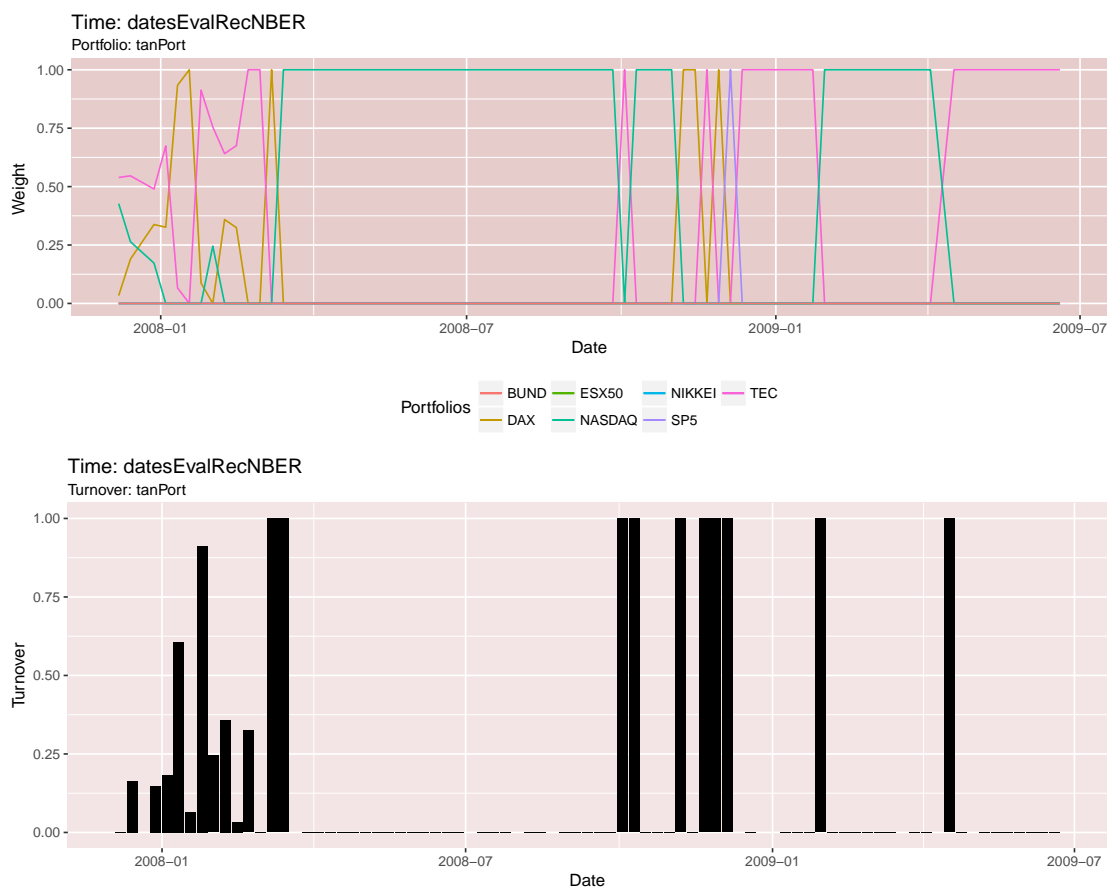 Time: datesEvalRecNBER
Portfolio: tanPort
1.00
0.75
0.50
0.25
0.00
Weight
2008–01
2008–07
2009–01
2009–07
Date
Portfolios
BUND
ESX50
NIKKEI
TEC
DAX
NASDAQ
SP5
Time: datesEvalRecNBER
Turnover: tanPort
1.00
0.75
0.50
0.25
0.00
Turnover
2008–01
2008–07
2009–01
2009–07
Date